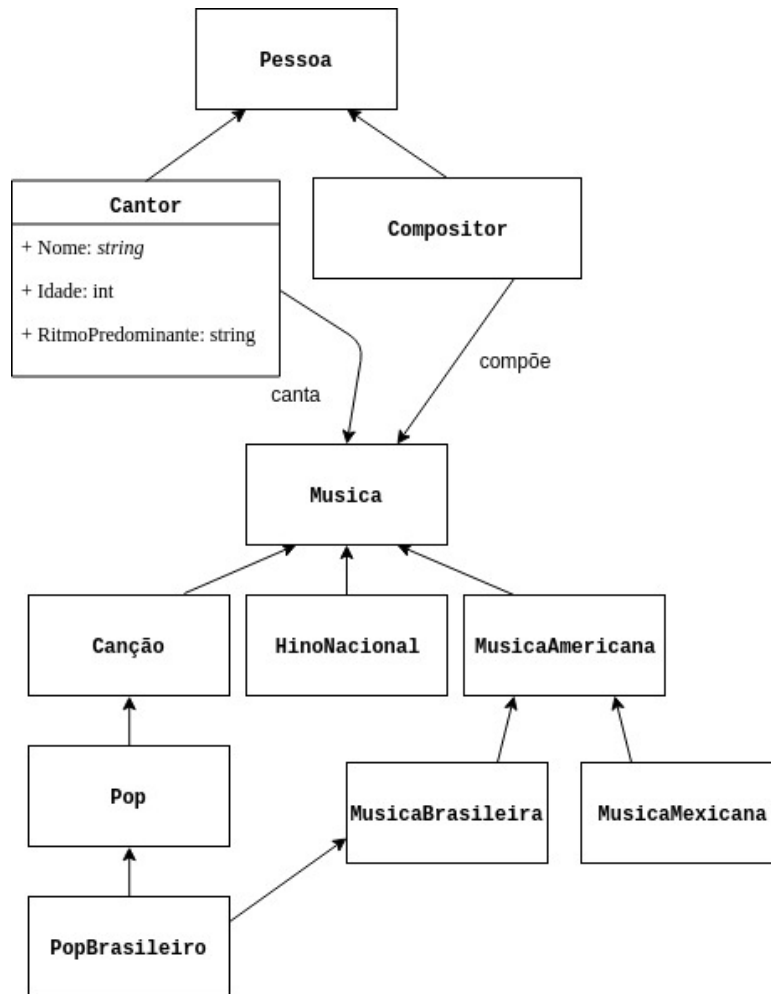 Pessoa
Cantor
+ Nome: string
+ Idade: int
+ RitmoPredominante: string
Compositor
canta
compõe
Musica
Canção
HinoNacional
MusicaAmericana
Pop
MusicaBrasileira
MusicaMexicana
PopBrasileiro